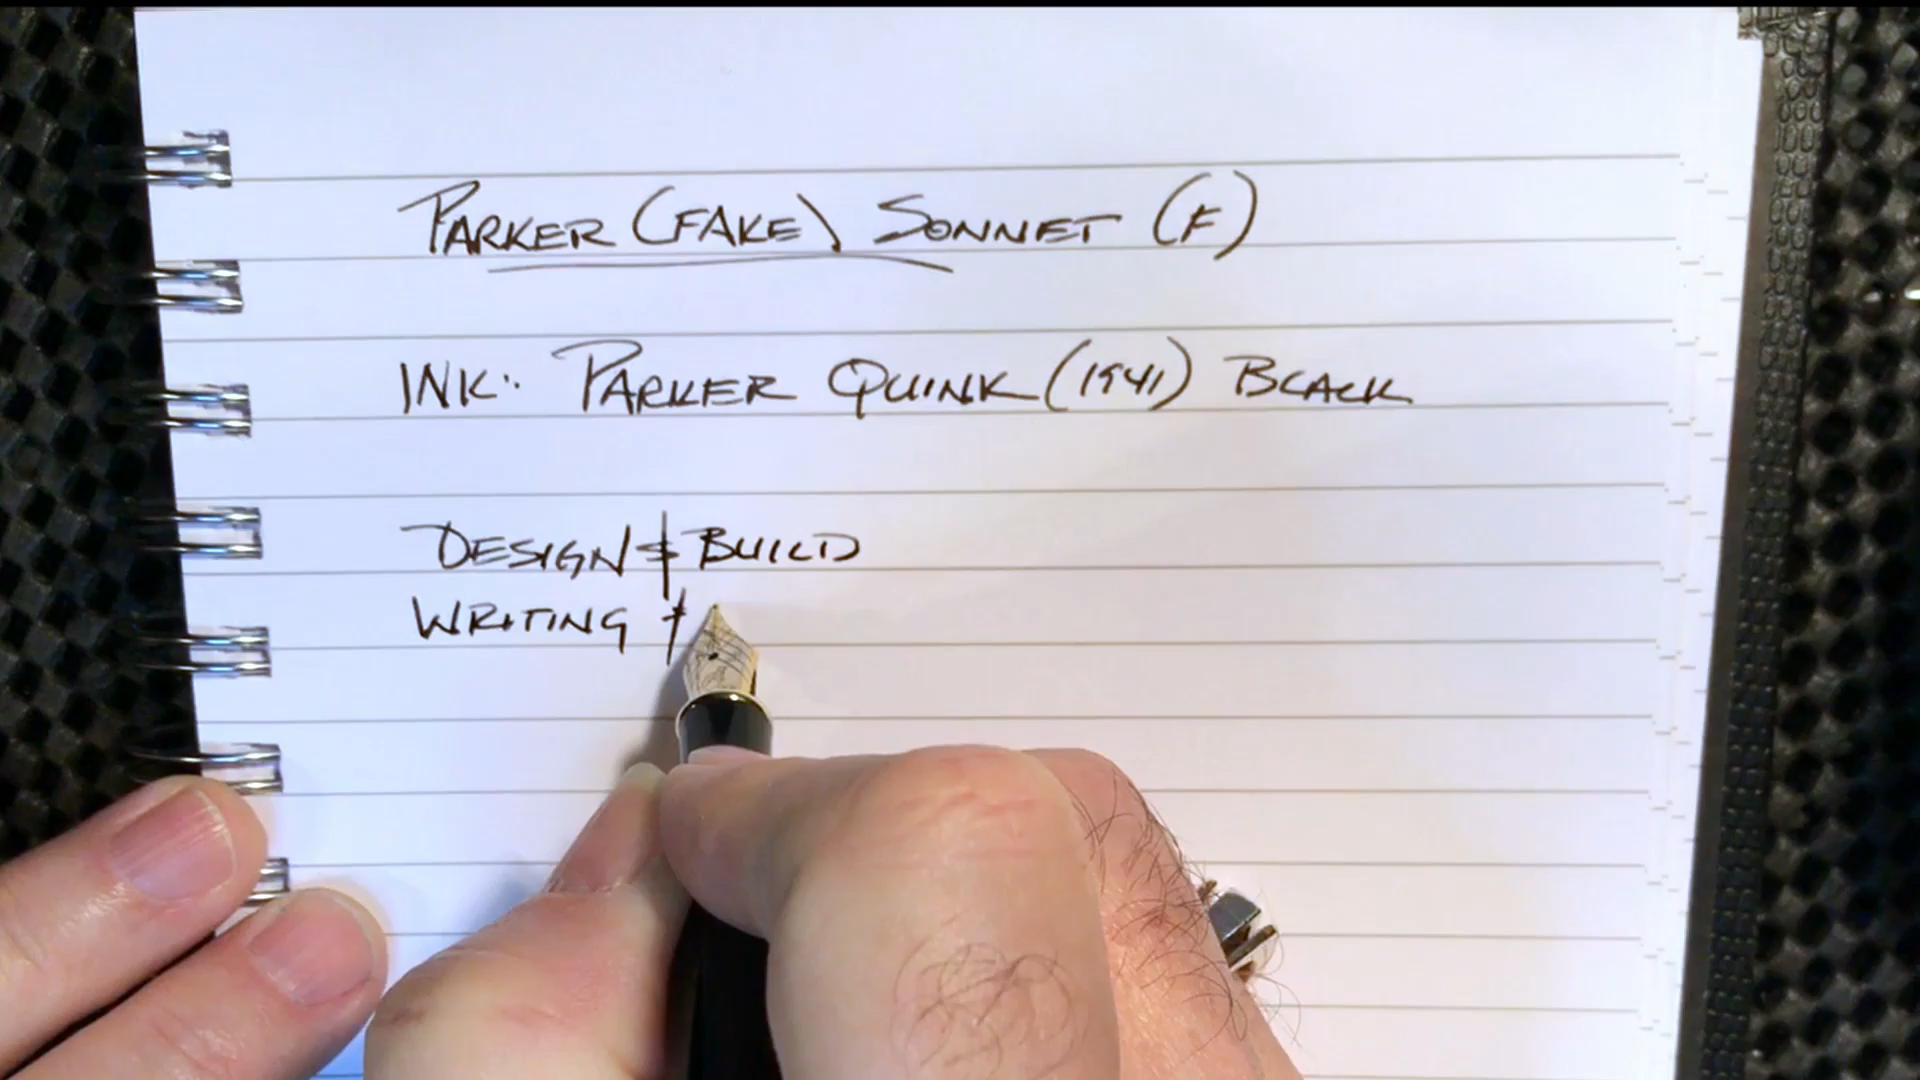 PARKER (FAKE) SONNET (F)
INK: PARKER QUINK (1941) BLACK
DESIGN & BUILD
WRITING &